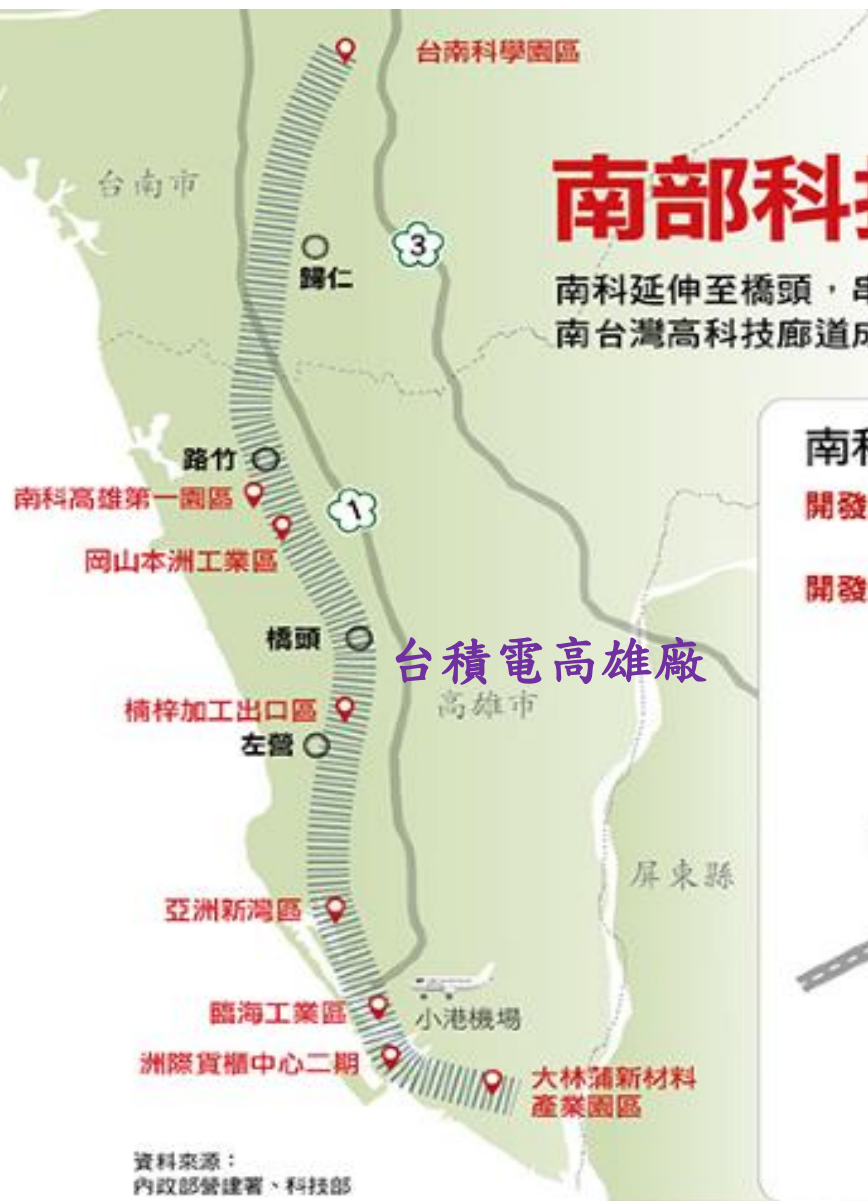 台南科學園區
台南市
南部科技
3
歸仁
南科延伸至橋頭，串
南台灣高科技廊道成
路竹
南科
南科高雄第一園區
開發
1
岡山本洲工業區
開發
橋頭
台積電高雄廠
楠梓加工出口區
高雄市
左營
屏東縣
亞洲新灣區
臨海工業區
小港機場
洲際貨櫃中心二期
大林蒲新材料
產業園區
資料來源：
內政部營建署、科技部